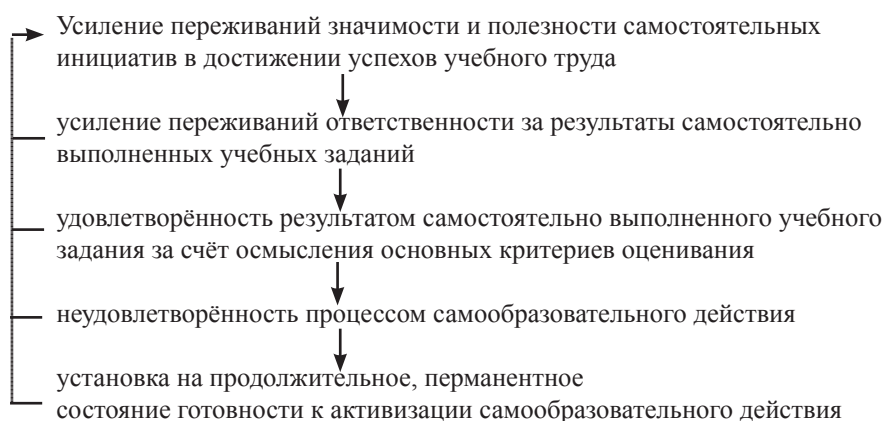 Усиление переживаний значимости и полезности самостоятельных
инициатив в достижении успехов учебного труда
усиление переживаний ответственности за результаты самостоятельно
выполненных учебных заданий
удовлетворённость результатом самостоятельно выполненного учебного
задания за счёт осмысления основных критериев оценивания
неудовлетворённость процессом самообразовательного действия
установка на продолжительное, перманентное
состояние готовности к активизации самообразовательного действия